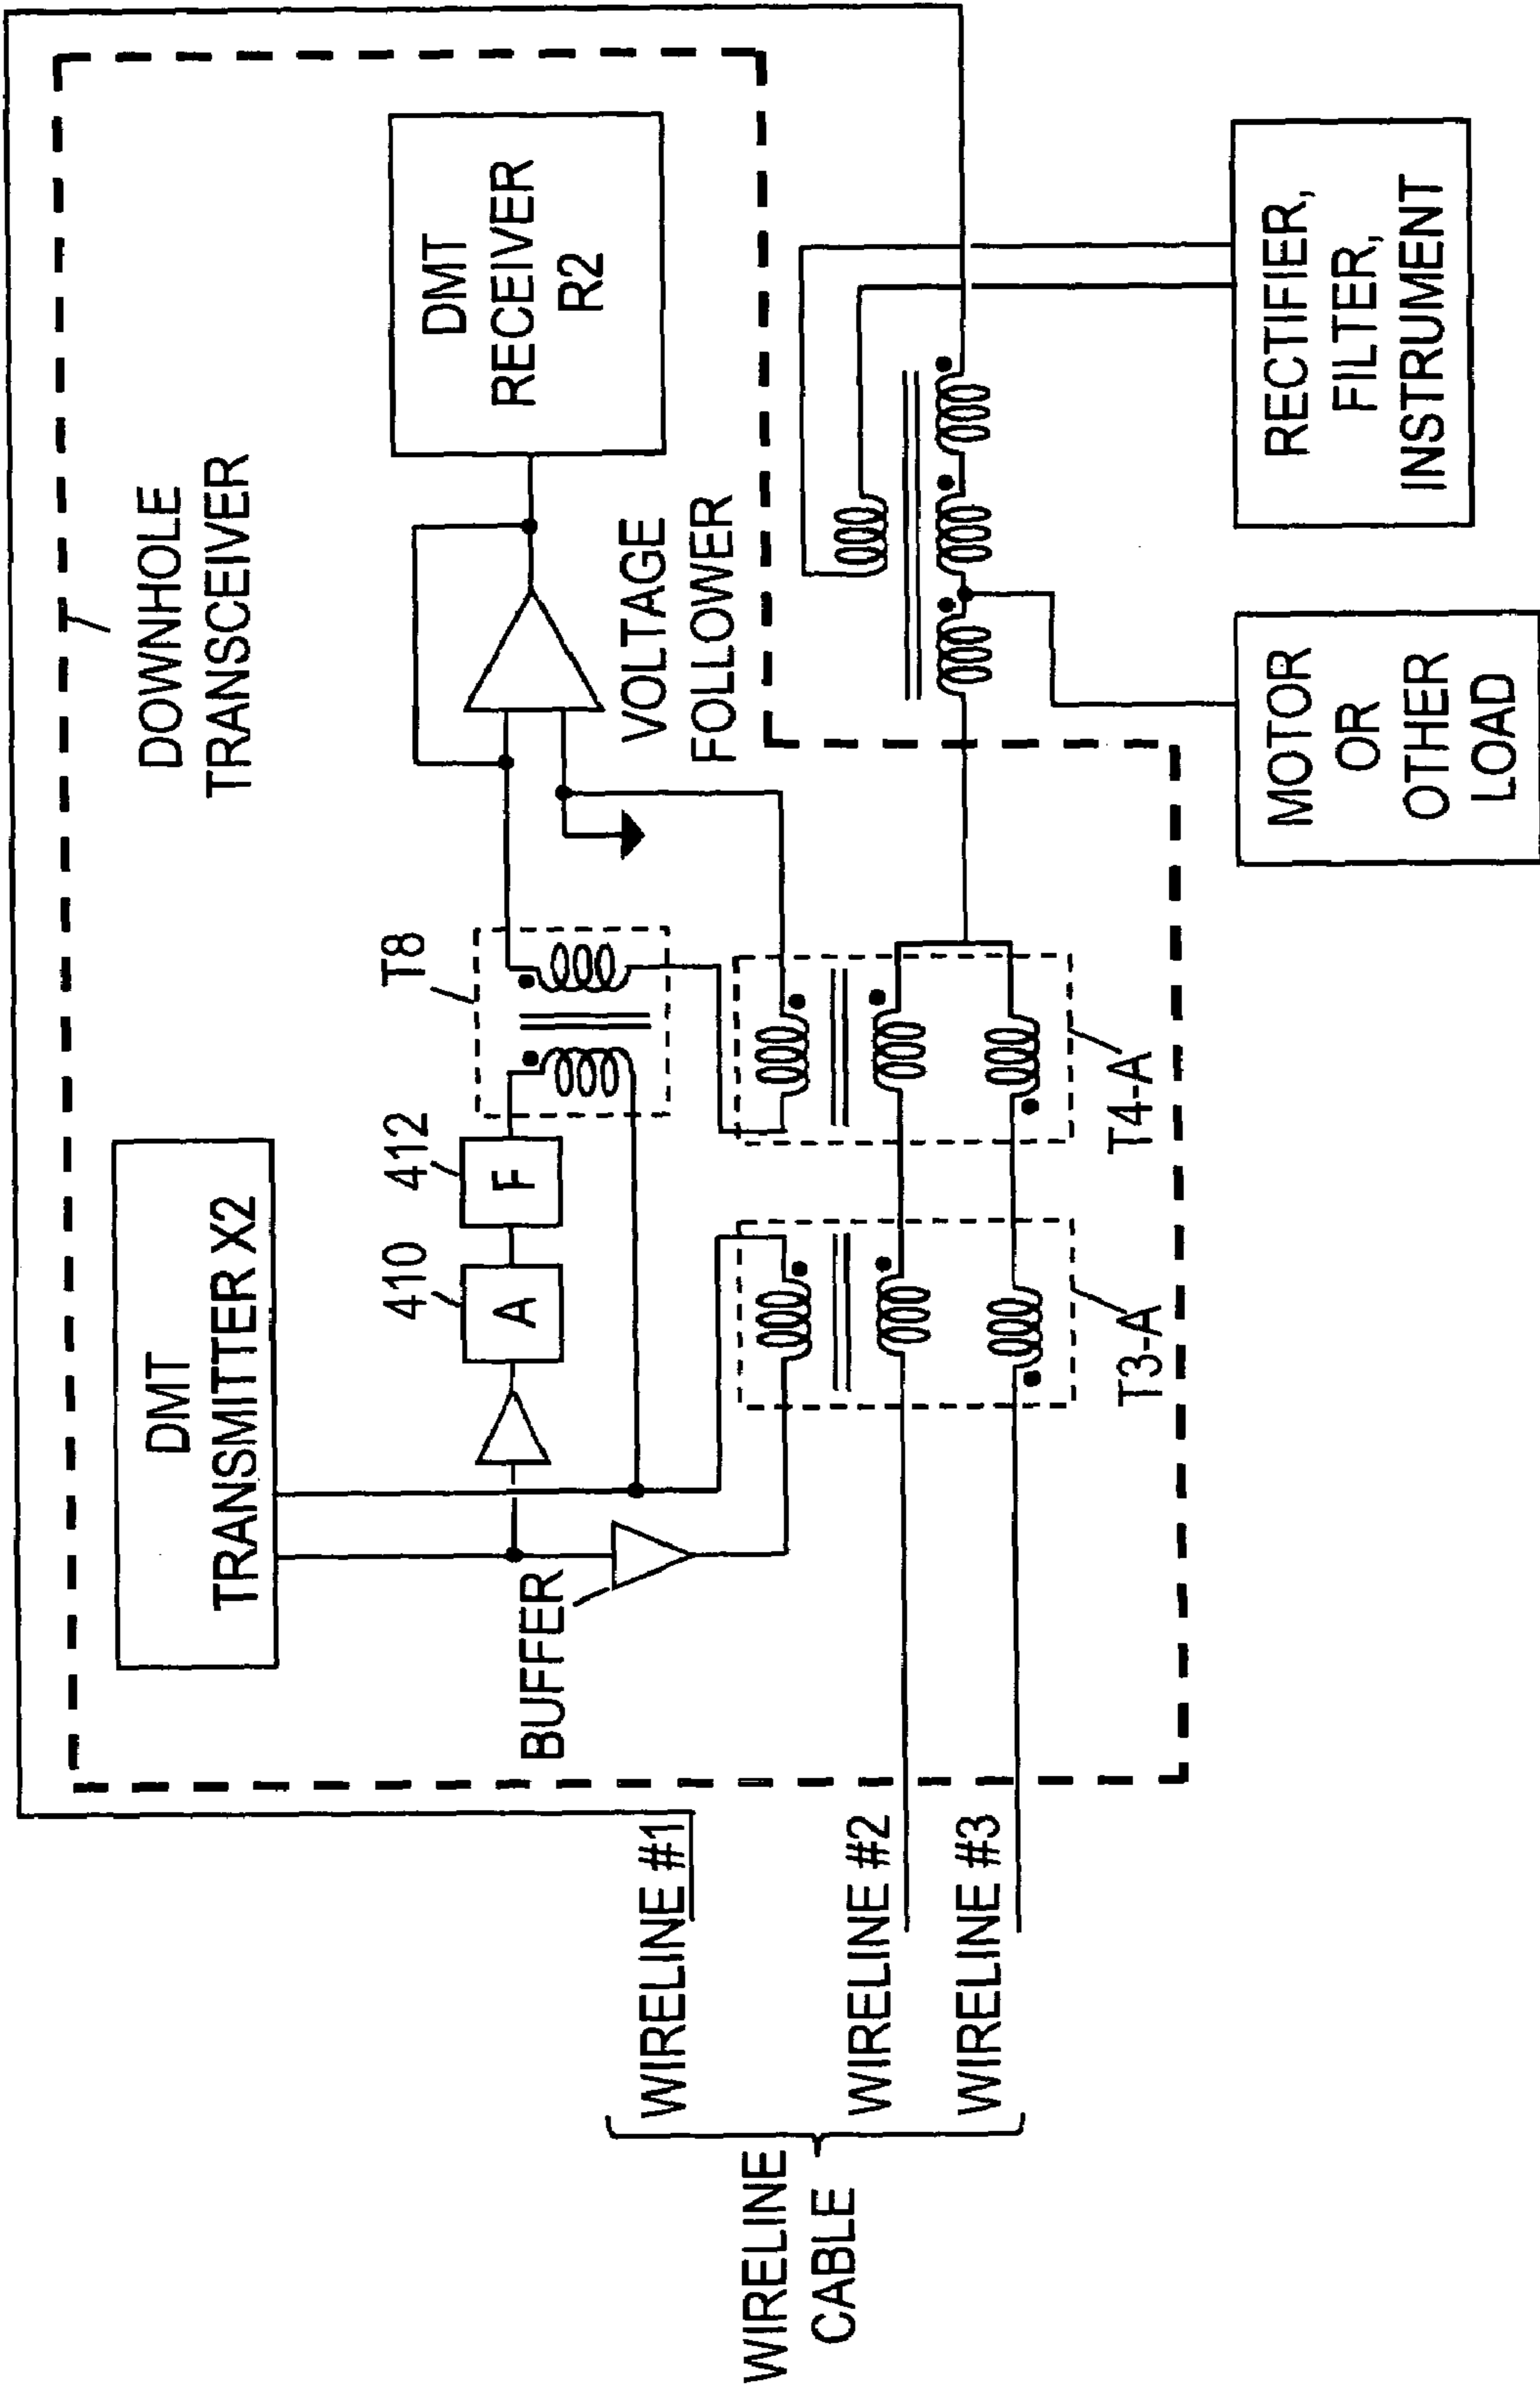 DOWNHOLE
TRANSCEIVER
DMT
TRANSMITTER X2
DMT
RECEIVER
R2
410
412
T8
A
F
BUFFER
VOLTAGE
FOLLOWER
WIRELINE #1
WIRELINE #2
WIRELINE #3
WIRELINE
CABLE
T3-A
T4-A
MOTOR
OR
OTHER
LOAD
RECTIFIER,
FILTER,
INSTRUMENT